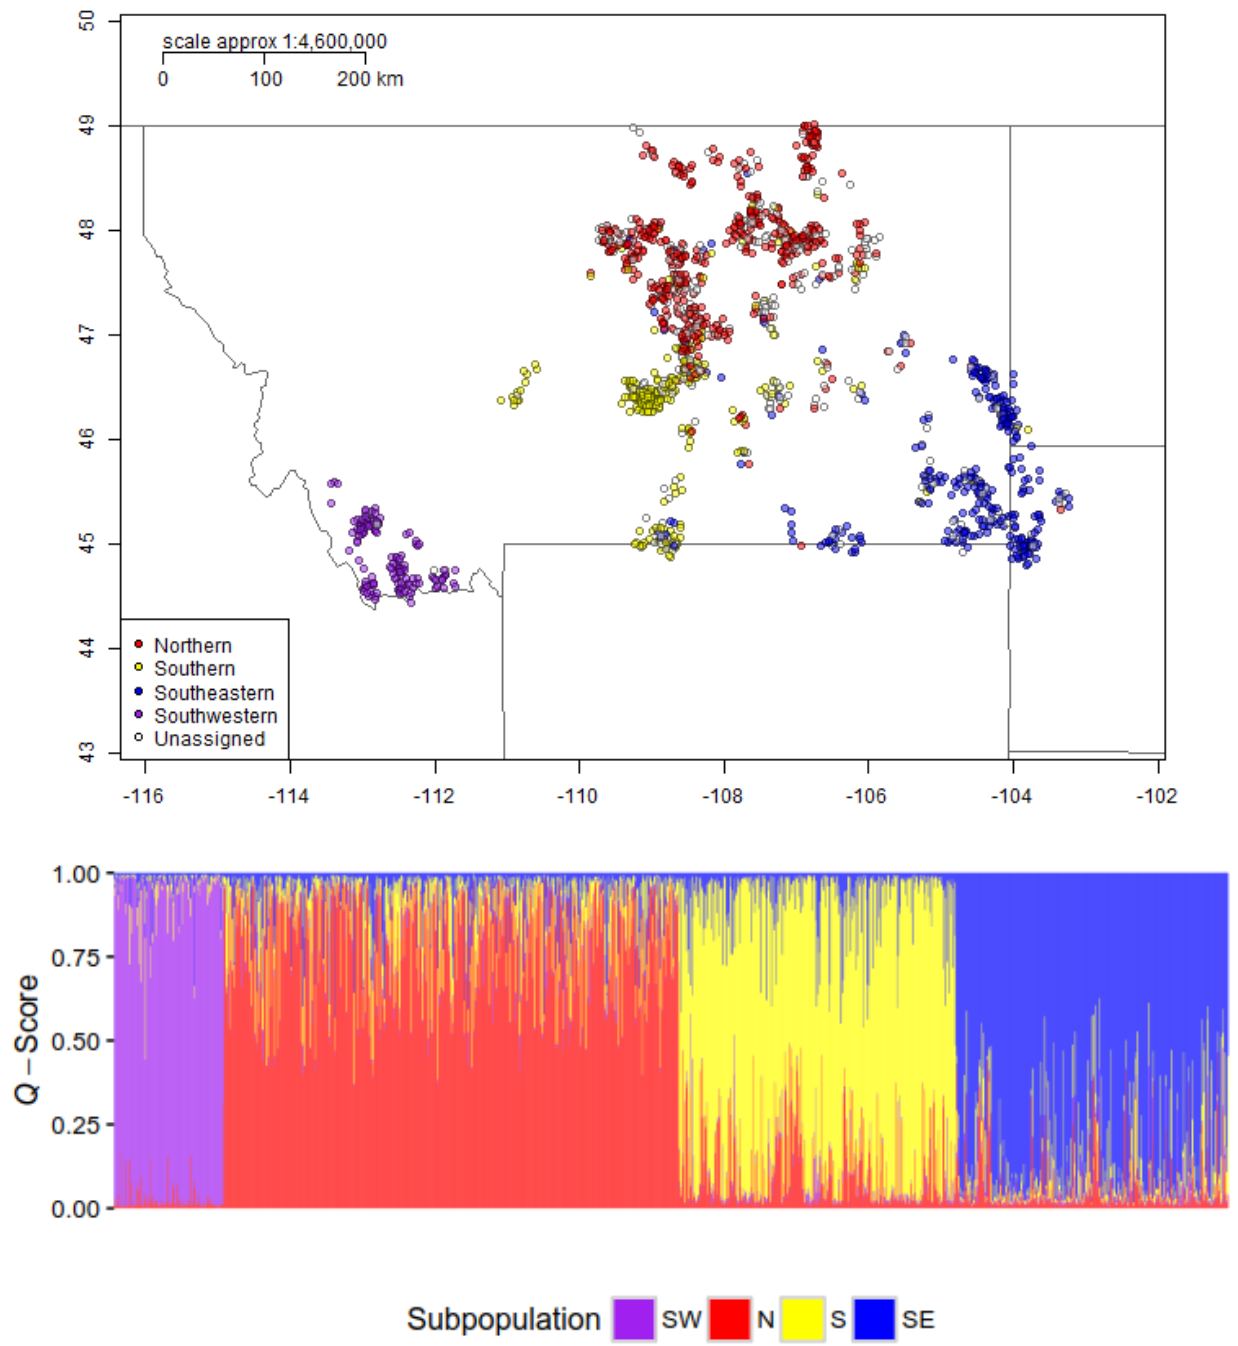 50
49
48
47
46
45
44
43
scale approx 1:4,600,000
0 100 200 km
Northern
Southern
Southeastern
Southwestern
Unassigned
-116 -114 -112 -110 -108 -106 -104 -102
1.00
0.75
0.50
0.25
0.00
Q – Score
Subpopulation SW N S SE